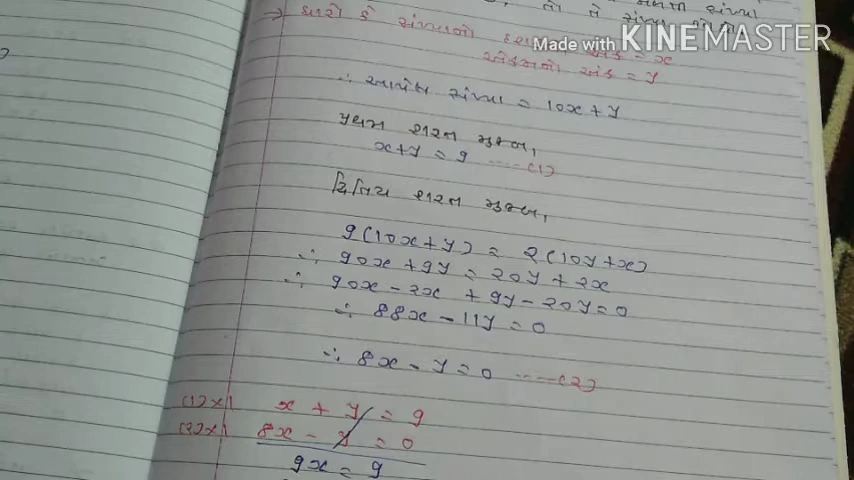 તો તે સંખ્યા
→ ધારો કે સંખ્યાનો અંક = x
Made with KINEMASTER
એકમનો અંક = y
∴ આપેલ સંખ્યા = 10x + y
પ્રથમ શરત મુજબ,
x+y = 9 ----- (1)
દ્વિતિય શરત મુજબ,
9(10x+y) = 2(10y+x)
∴ 90x + 9y = 20y + 2x
∴ 90x - 2x + 9y - 20y = 0
∴ 88x - 11y = 0
∴ 8x - y = 0 ----- (2)
(1)x1 x + y = 9
(2)x1 8x - y = 0
9x = 9